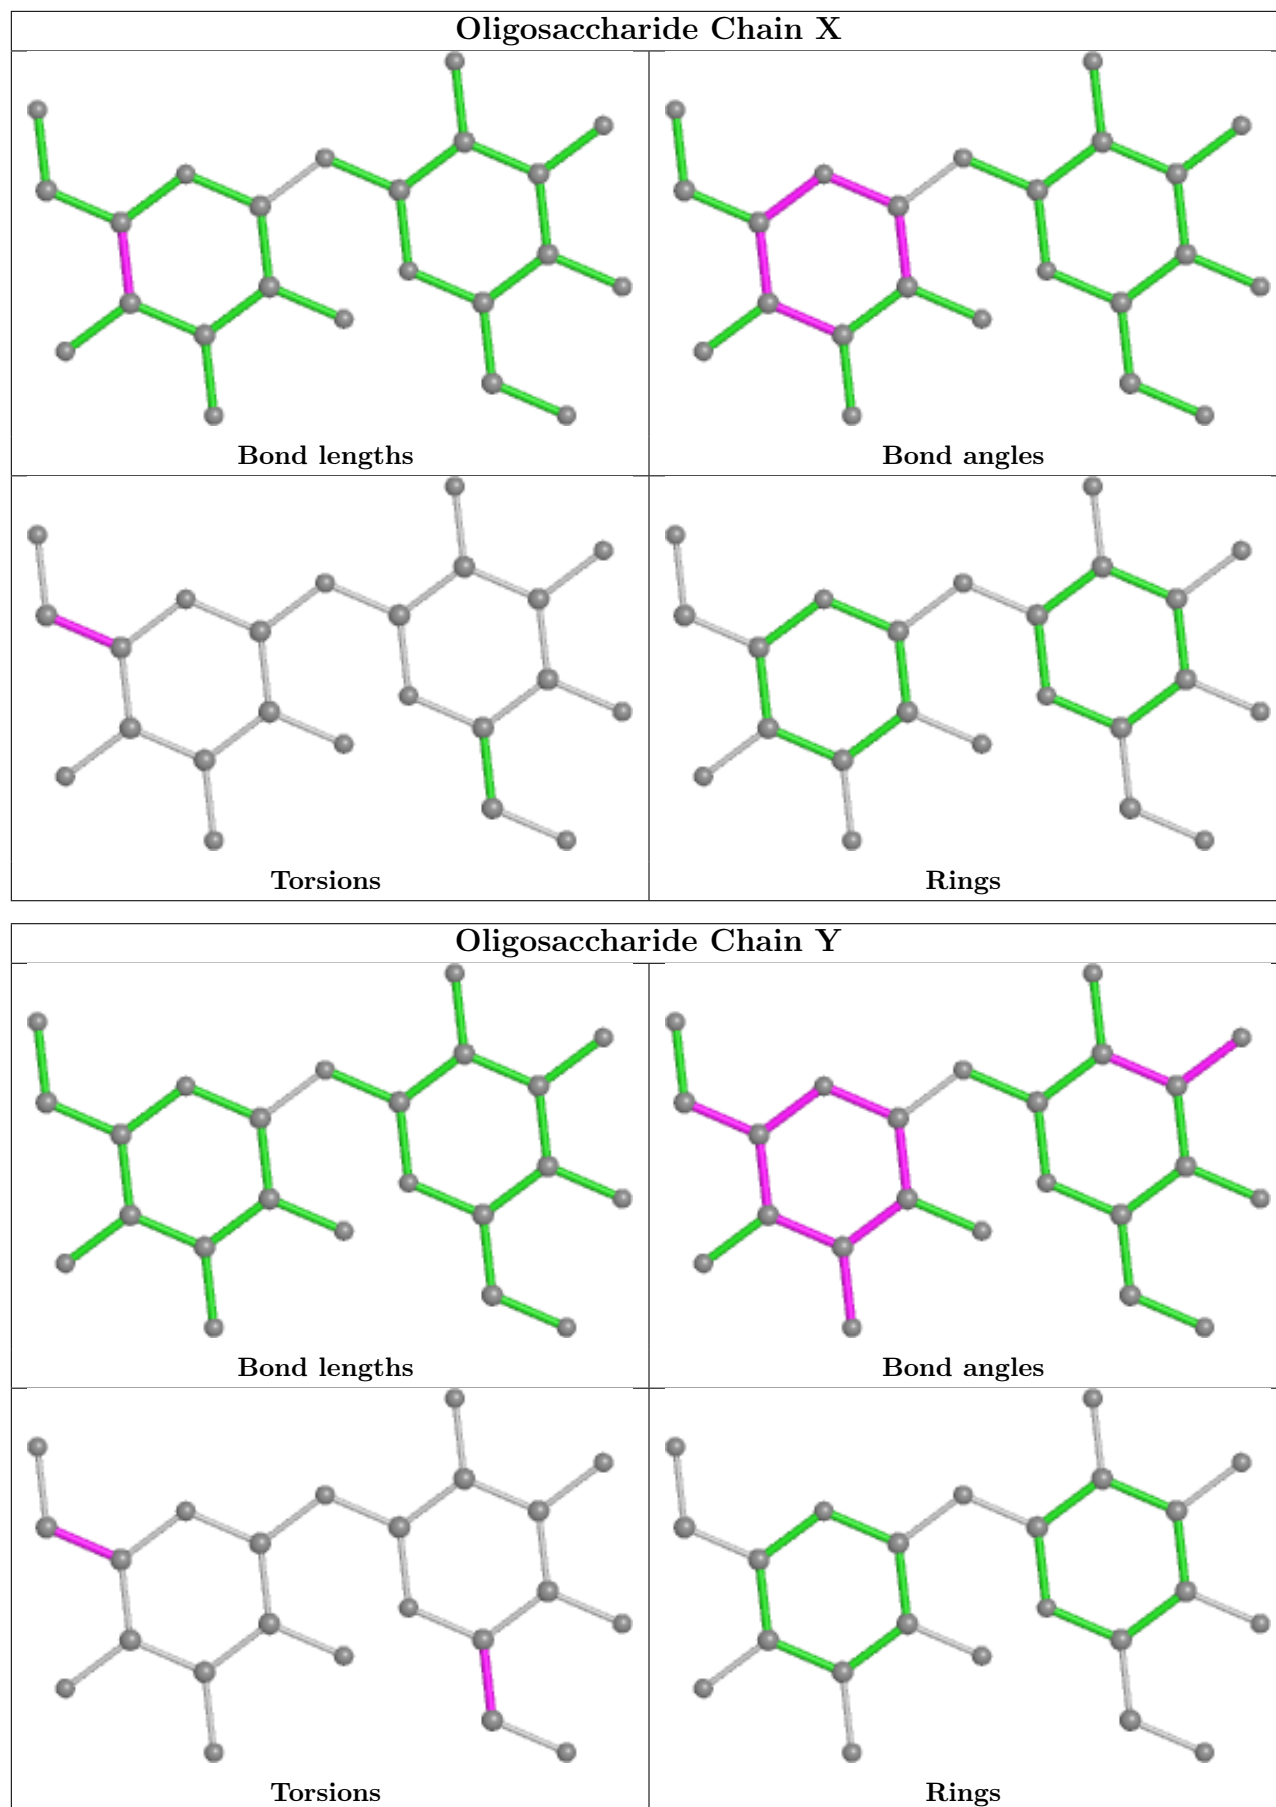 Oligosaccharide Chain X
Bond lengths
Bond angles
Torsions
Rings
Oligosaccharide Chain Y
Bond lengths
Bond angles
Torsions
Rings